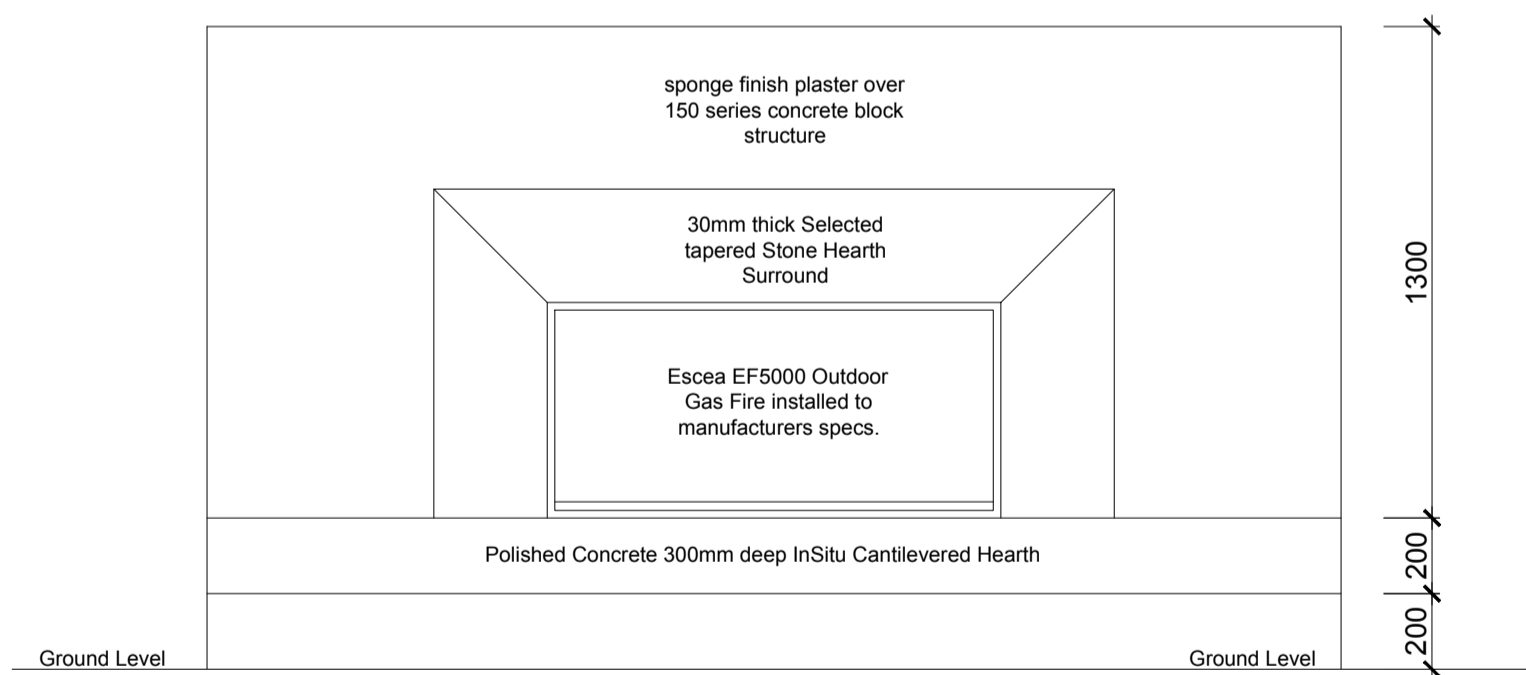 sponge finish plaster over
150 series concrete block
structure
30mm thick Selected
tapered Stone Hearth
Surround
1300
Escea EF5000 Outdoor
Gas Fire installed to
manufacturers specs.
Polished Concrete 300mm deep InSitu Cantilevered Hearth
200
200
Ground Level
Ground Level